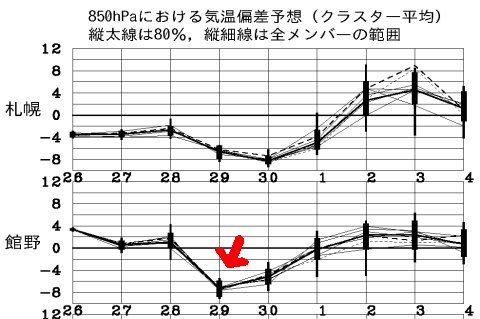 850hPaにおける気温偏差予想（クラスター平均）
縦太線は80％，縦細線は全メンバーの範囲
12
8
4
札幌 0
-4
-8
26 27 28 29 30 1 2 3 4
12
8
4
館野 0
-4
-8
26 27 28 29 30 1 2 3 4